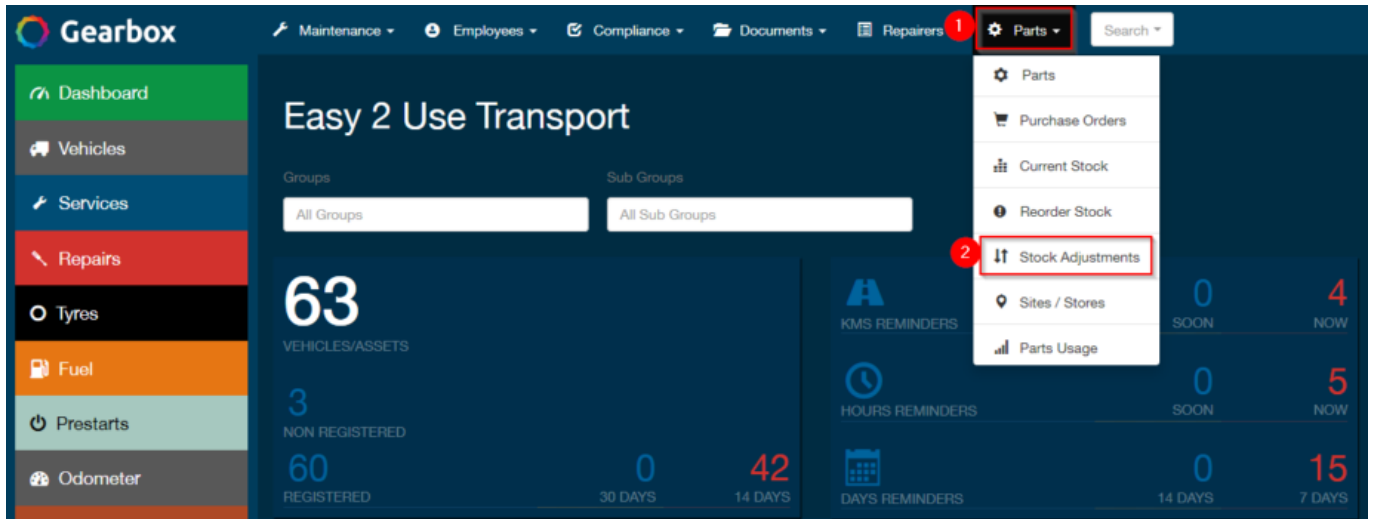 Gearbox
Maintenance
Employees
Compliance
Documents
Repairers
1
Parts
Search
Dashboard
Vehicles
Services
Repairs
Tyres
Fuel
Prestarts
Odometer
Easy 2 Use Transport
Groups
Sub Groups
All Groups
All Sub Groups
Parts
Purchase Orders
Current Stock
Reorder Stock
2
Stock Adjustments
Sites / Stores
Parts Usage
63
VEHICLES/ASSETS
3
NON REGISTERED
60
REGISTERED
0
30 DAYS
42
14 DAYS
KMS REMINDERS
0
SOON
4
NOW
HOURS REMINDERS
0
SOON
5
NOW
DAYS REMINDERS
0
14 DAYS
15
7 DAYS